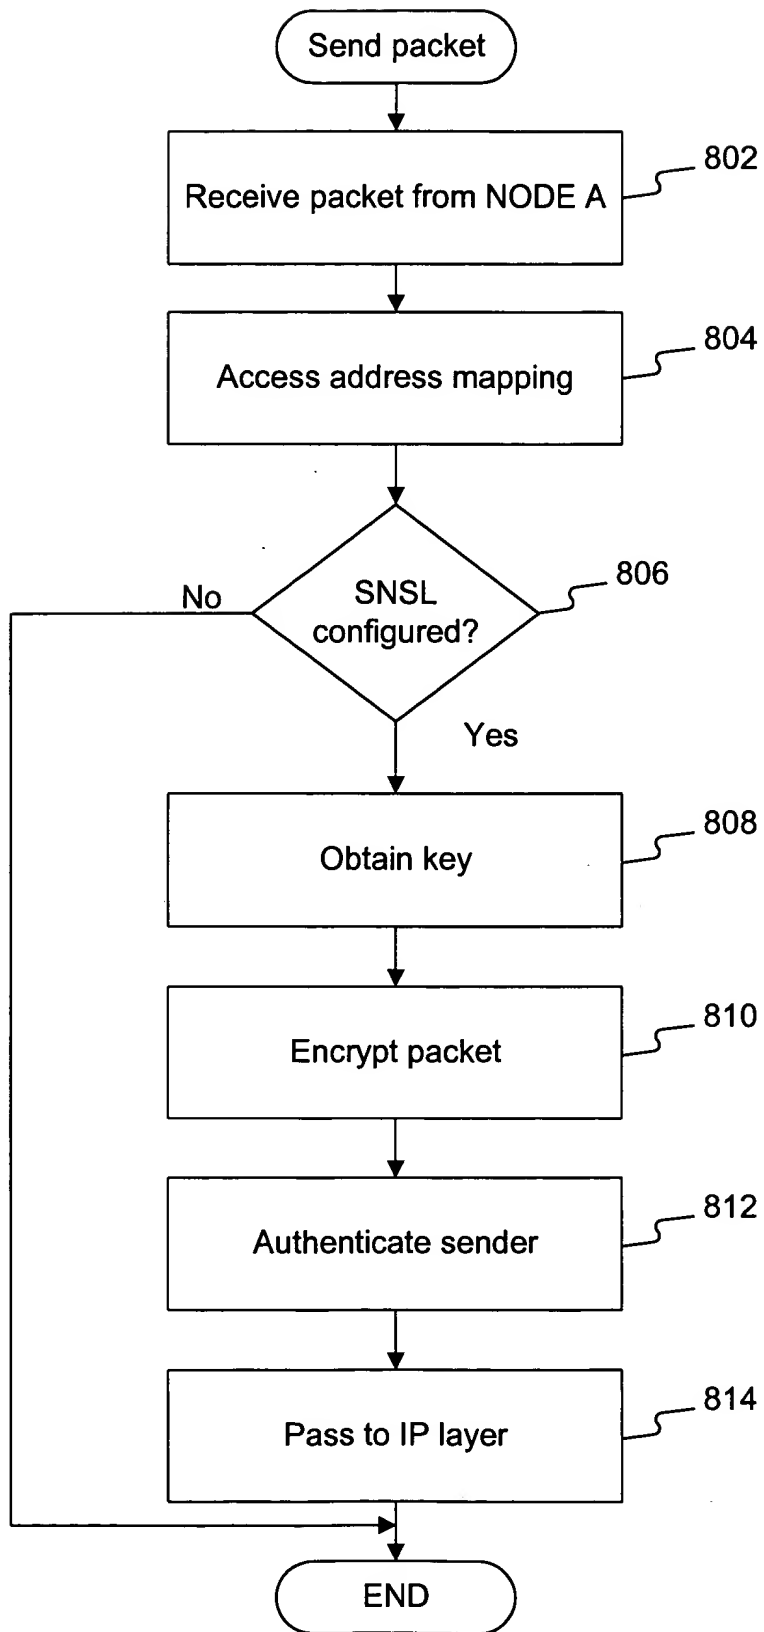 Send packet
Receive packet from NODE A
802
Access address mapping
804
SNSL
configured?
806
No
Yes
Obtain key
808
Encrypt packet
810
Authenticate sender
812
Pass to IP layer
814
END